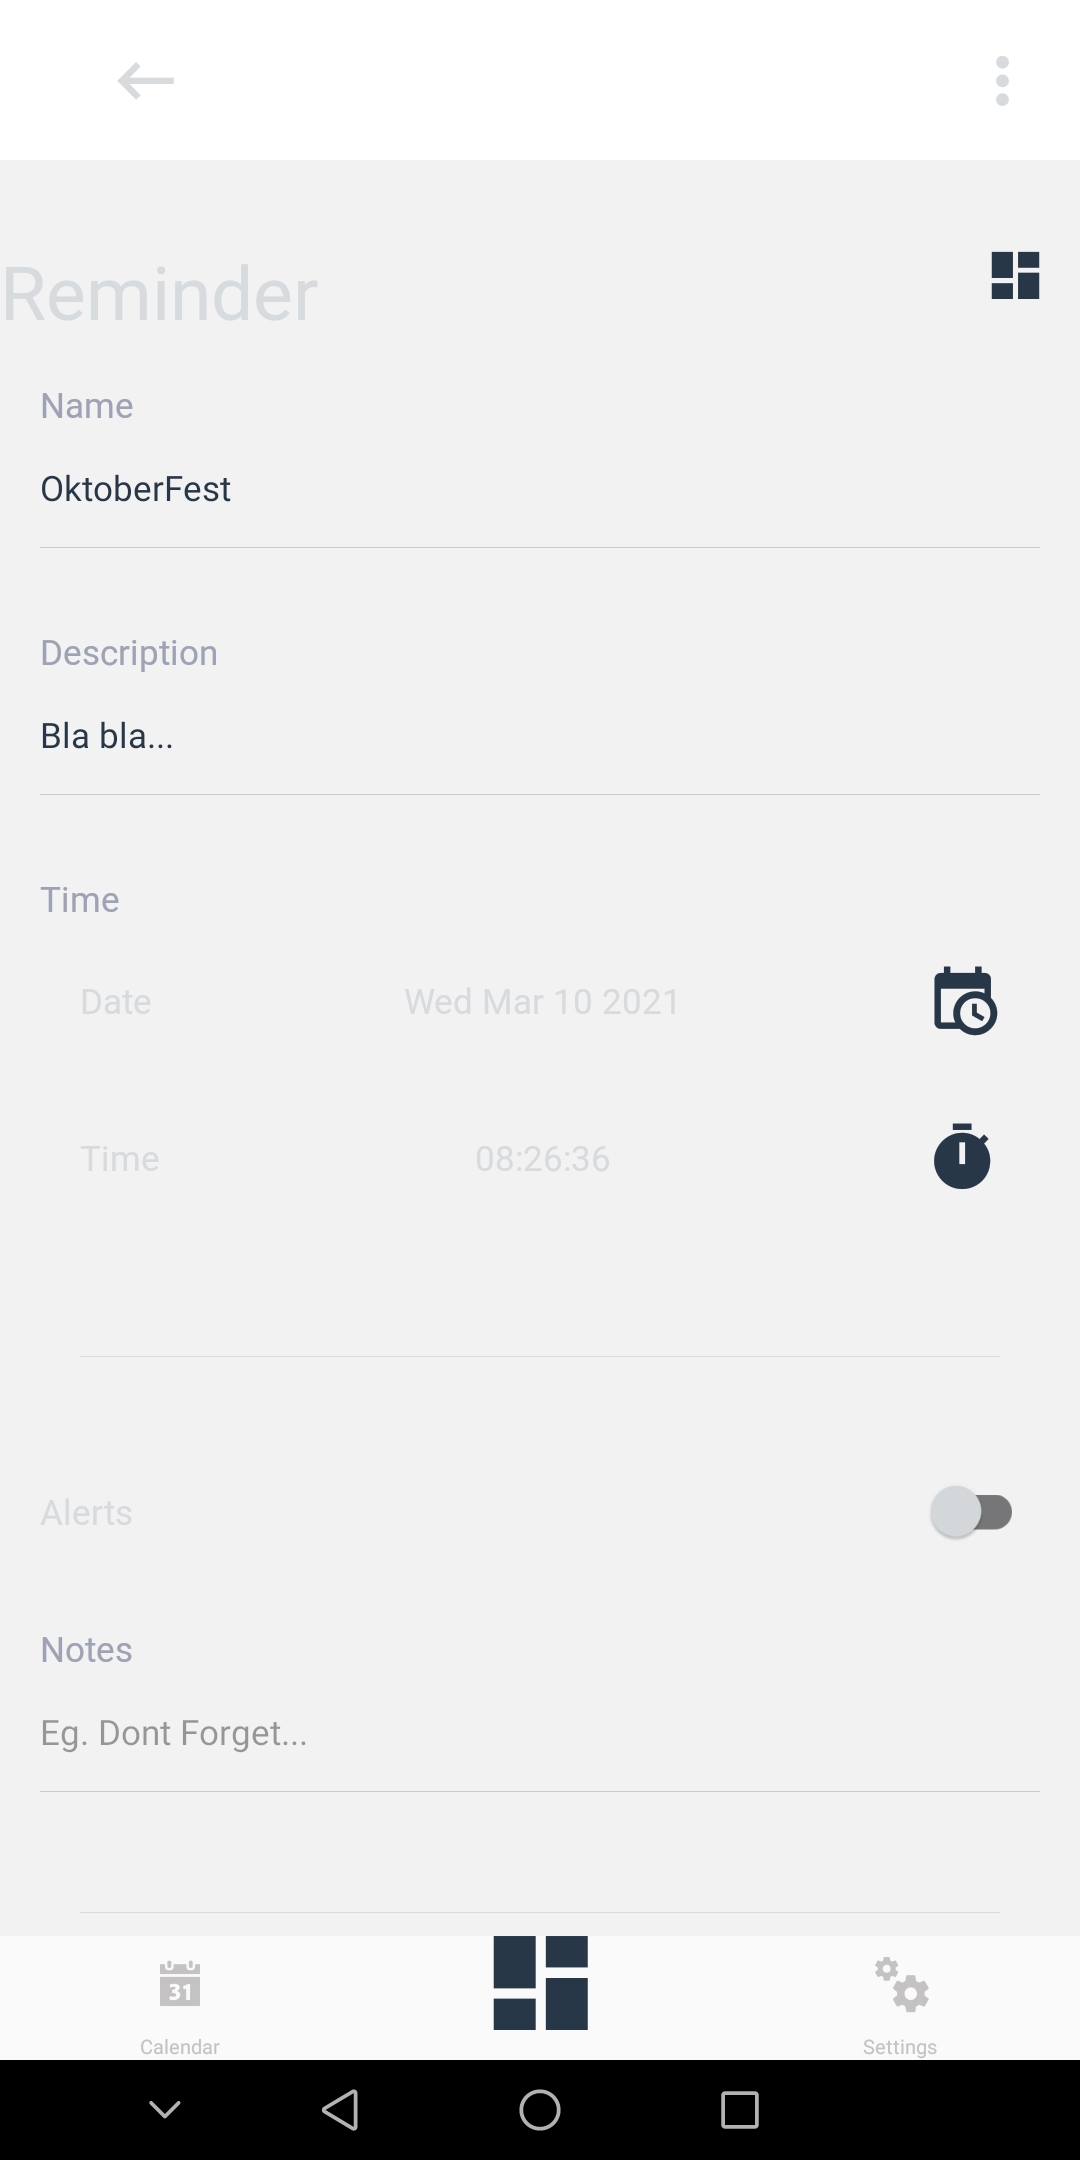 Reminder
Name
OktoberFest
Description
Bla bla...
Time
Date Wed Mar 10 2021
Time 08:26:36
Alerts
Notes
Eg. Dont Forget...
31
Calendar Settings